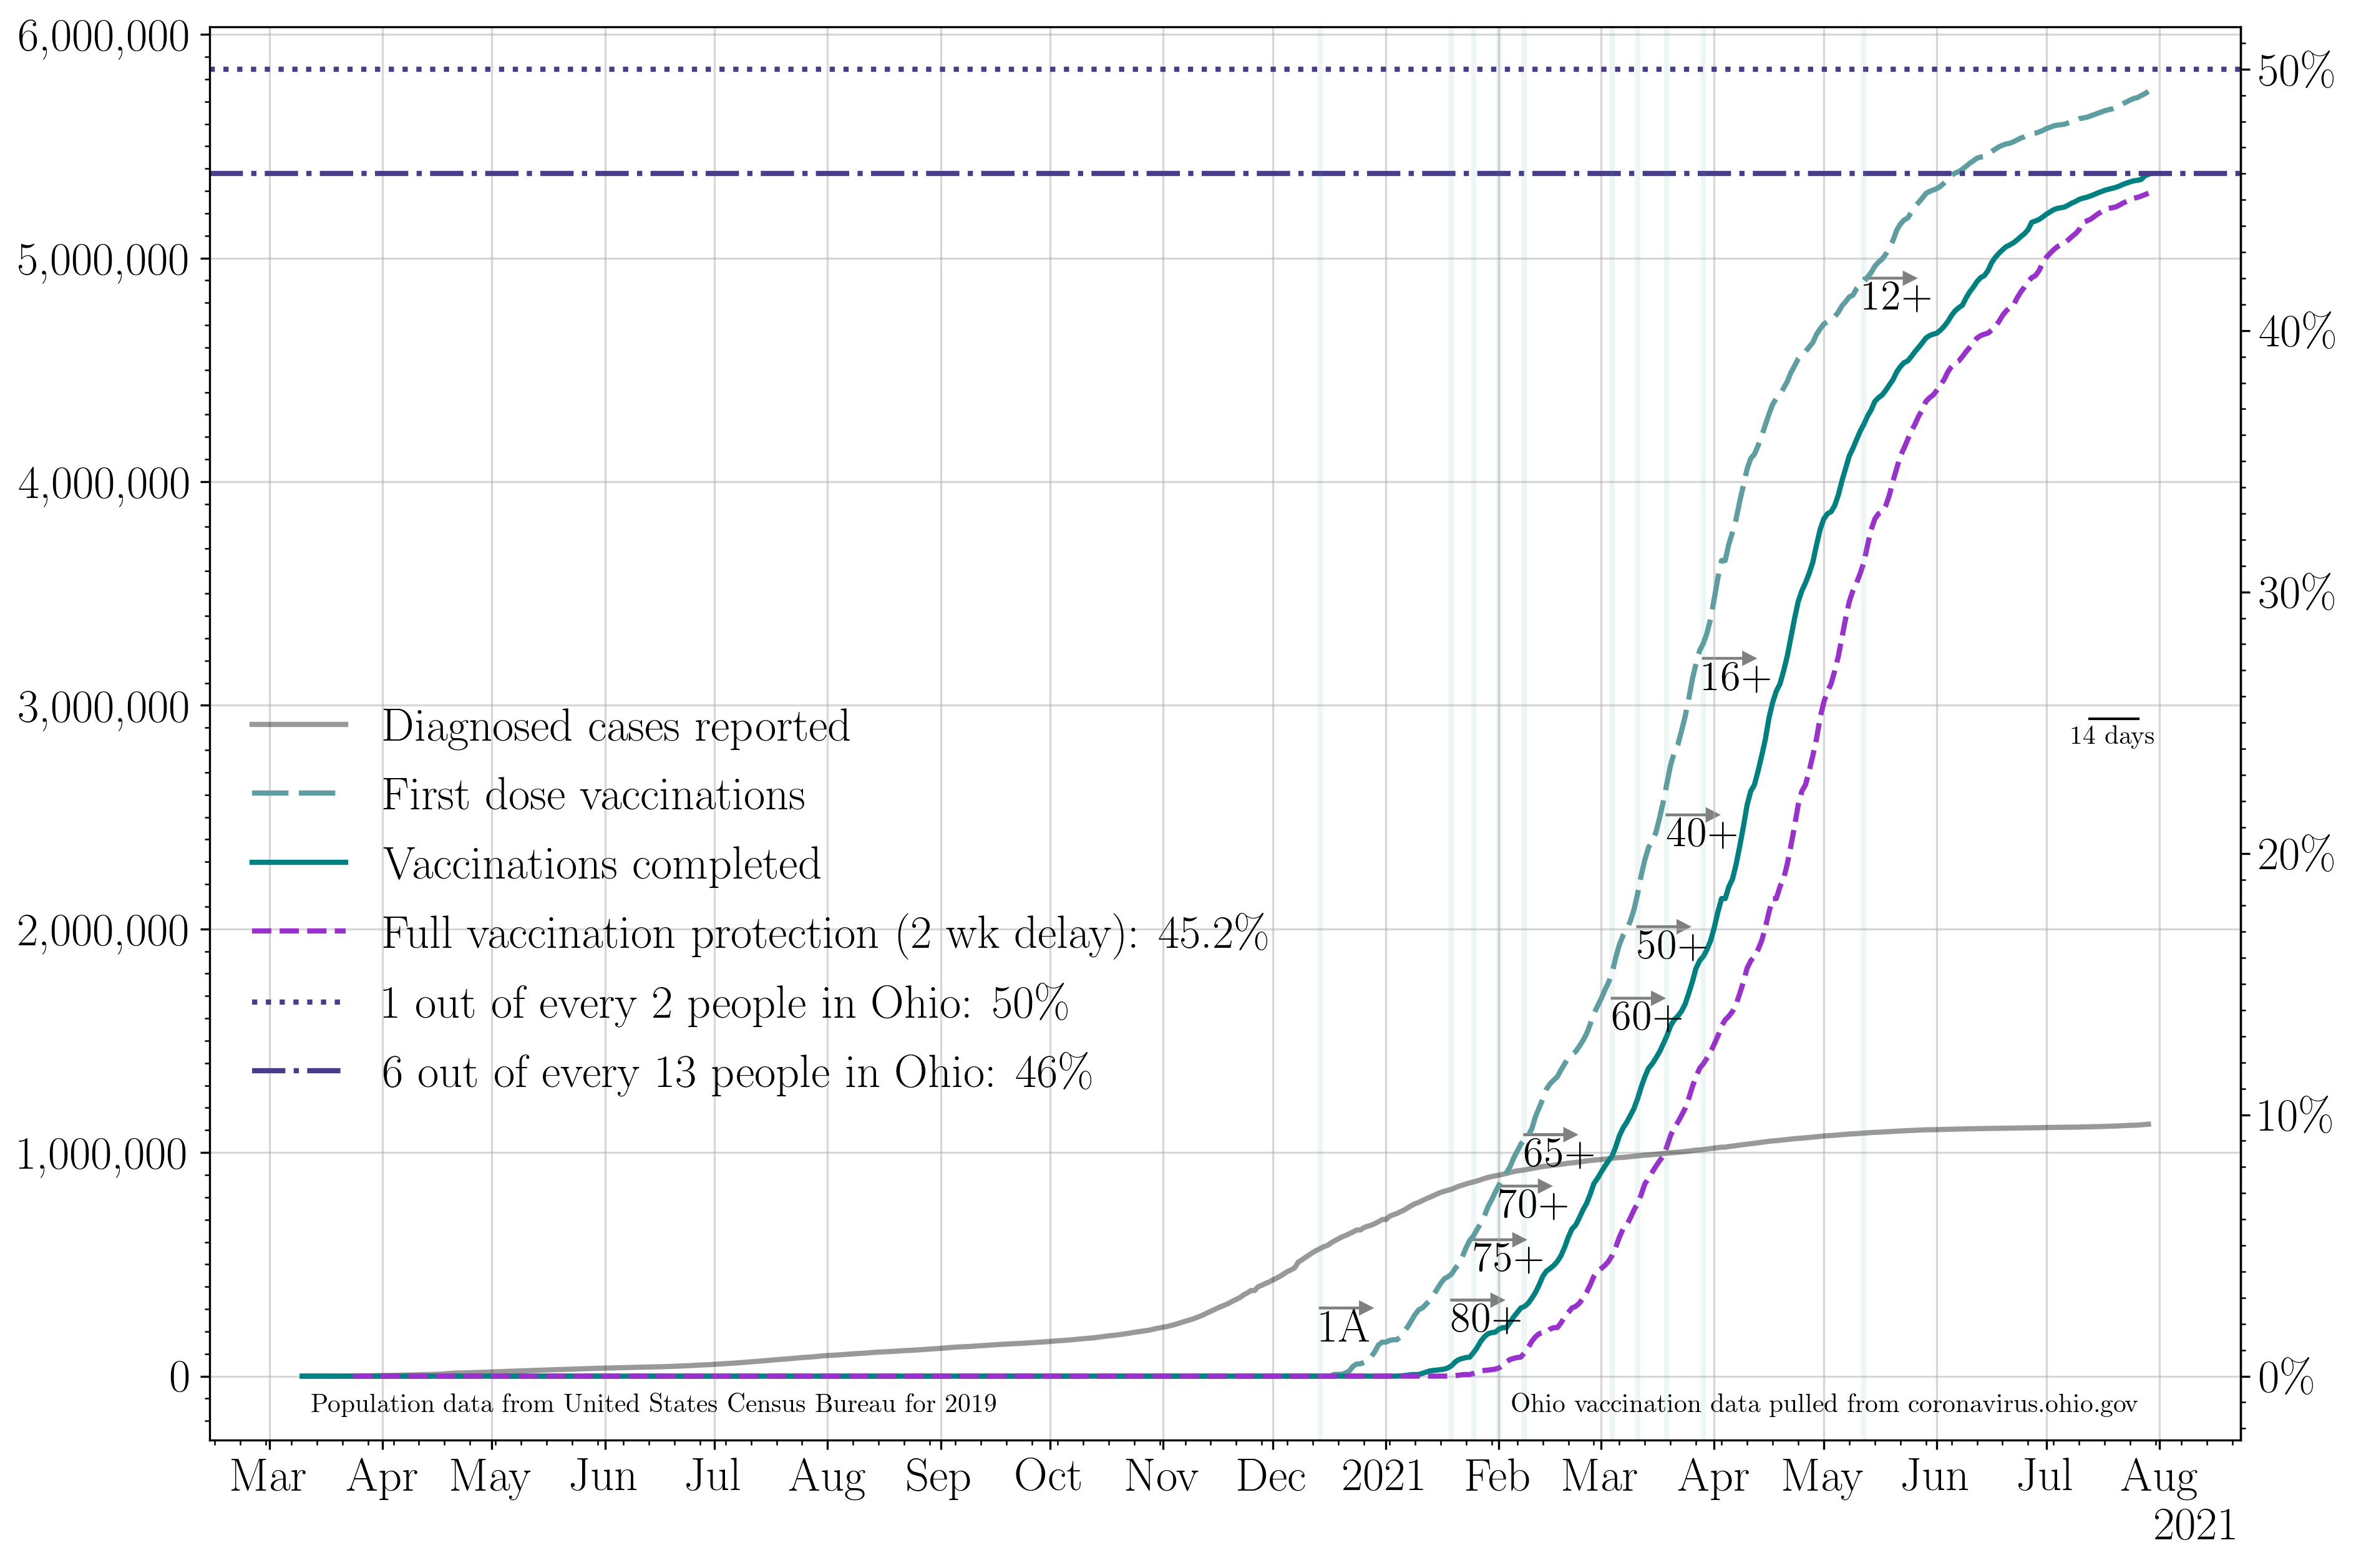 6,000,000
5,000,000
4,000,000
3,000,000
2,000,000
1,000,000
0
50%
40%
30%
20%
10%
0%
12+
16+
40+
50+
60+
65+
70+
75+
80+
1A
14 days
Diagnosed cases reported
First dose vaccinations
Vaccinations completed
Full vaccination protection (2 wk delay): 45.2%
1 out of every 2 people in Ohio: 50%
6 out of every 13 people in Ohio: 46%
Population data from United States Census Bureau for 2019
Ohio vaccination data pulled from coronavirus.ohio.gov
Mar Apr May Jun Jul Aug Sep Oct Nov Dec 2021 Feb Mar Apr May Jun Jul Aug
2021